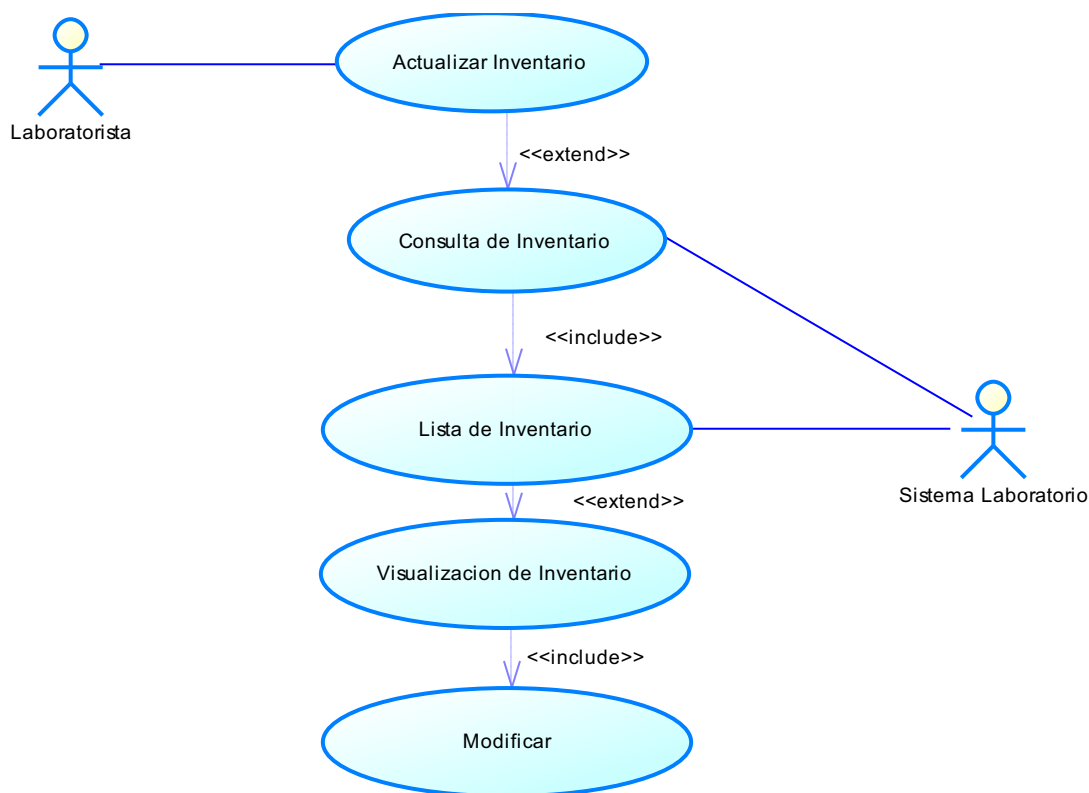 Actualizar Inventario
Laboratorista
<<extend>>
Consulta de Inventario
<<include>>
Lista de Inventario
Sistema Laboratorio
<<extend>>
Visualizacion de Inventario
<<include>>
Modificar